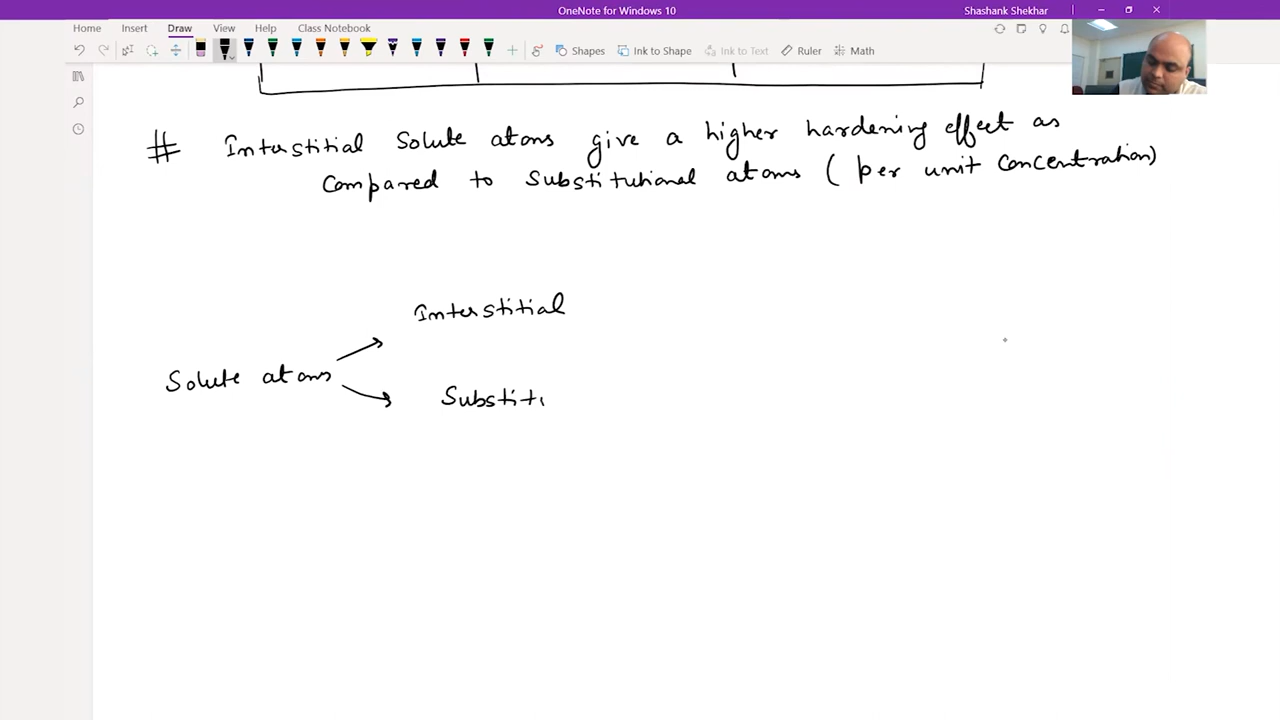 OneNote for Windows 10
Shashank Shekhar
Home Insert Draw View Help Class Notebook
Shapes Ink to Shape Ink to Text Ruler Math
# Interstitial Solute atoms give a higher hardening effect as
compared to substitutional atoms (per unit concentration)
Interstitial
Solute atoms
Substitu